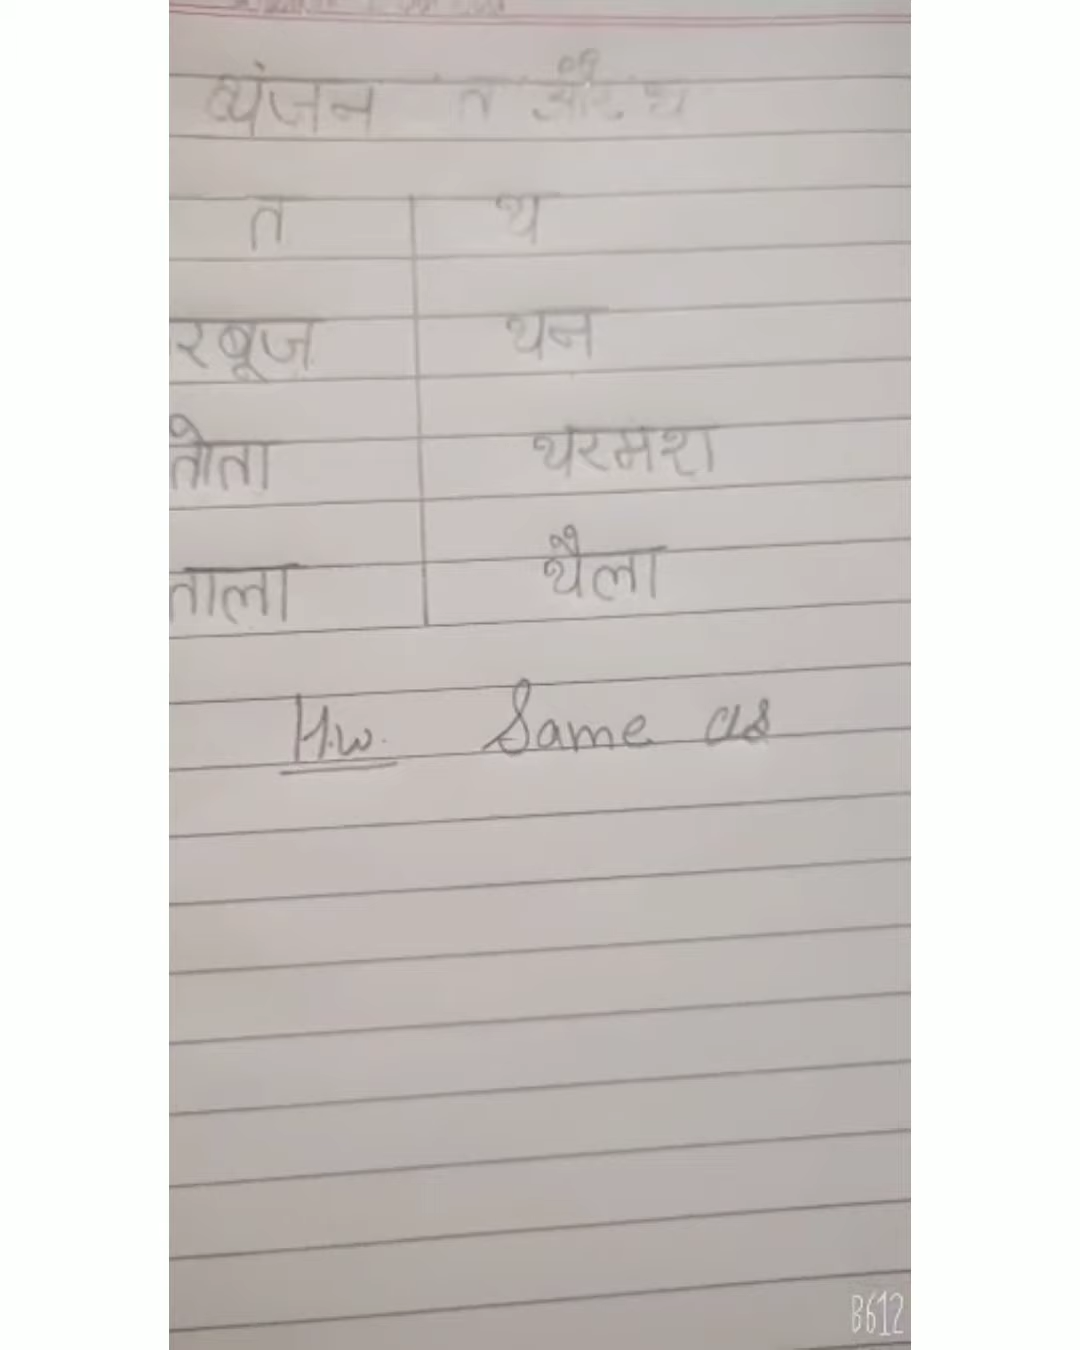 व्यंजन त और थ
त थ
रबूज थन
तोता थरमश
ताला थैला
H.W. Same as
B612